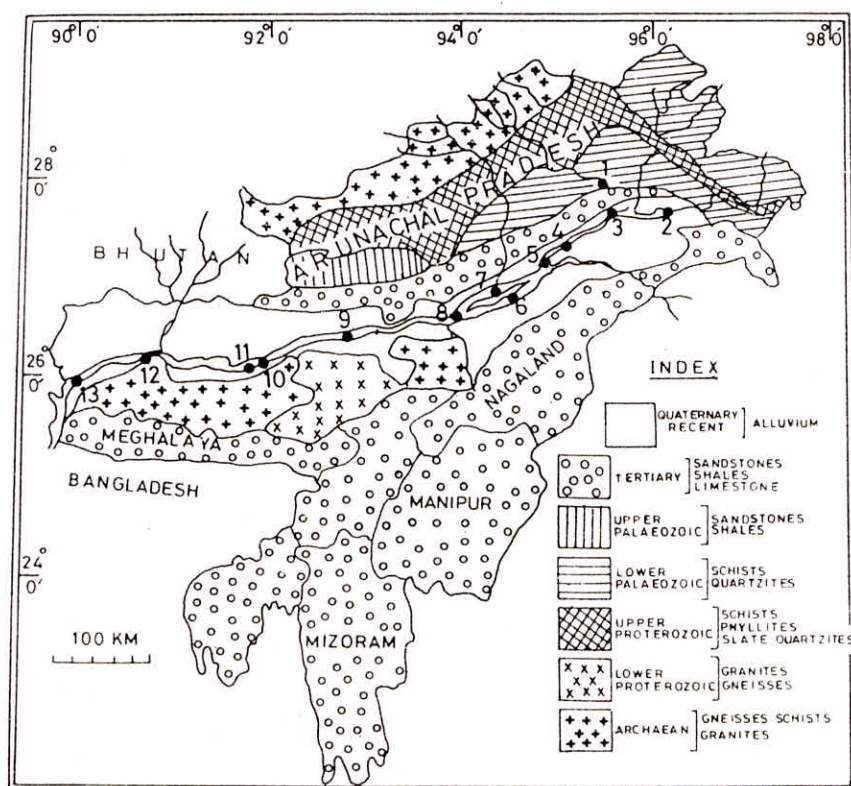 90° 0' 92° 0' 94° 0' 96° 0' 98° 0'
28° 0'
26° 0'
24° 0'
BHUTAN
ARUNACHAL PRADESH
1
2
3
4
5
6
7
8
9
10
11
12
13
NAGALAND
MEGHALAYA
BANGLADESH
MANIPUR
MIZORAM
100 KM
INDEX
QUATERNARY
RECENT
ALLUVIUM
TERTIARY
SANDSTONES
SHALES
LIMESTONE
UPPER
PALAEOZOIC
SANDSTONES
SHALES
LOWER
PALAEOZOIC
SCHISTS
QUARTZITES
UPPER
PROTEROZOIC
SCHISTS
PHYLLITES
SLATE QUARTZITES
LOWER
PROTEROZOIC
GRANITES
GNEISSES
ARCHAEAN
GNEISSES SCHISTS
GRANITES